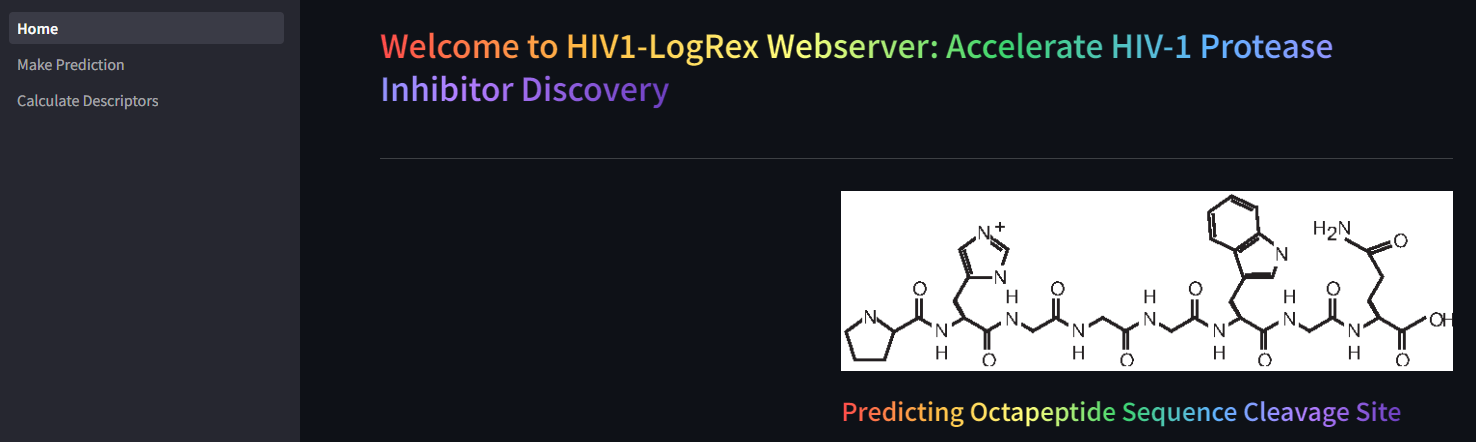 Home
Make Prediction
Calculate Descriptors
Welcome to HIV1-LogRex Webserver: Accelerate HIV-1 Protease
Inhibitor Discovery
N+
N
H2N
O
N
O
H
O
H
O
H
O
N
N
N
N
N
N
N
N
OH
H
O
H
O
H
O
H
O
Predicting Octapeptide Sequence Cleavage Site